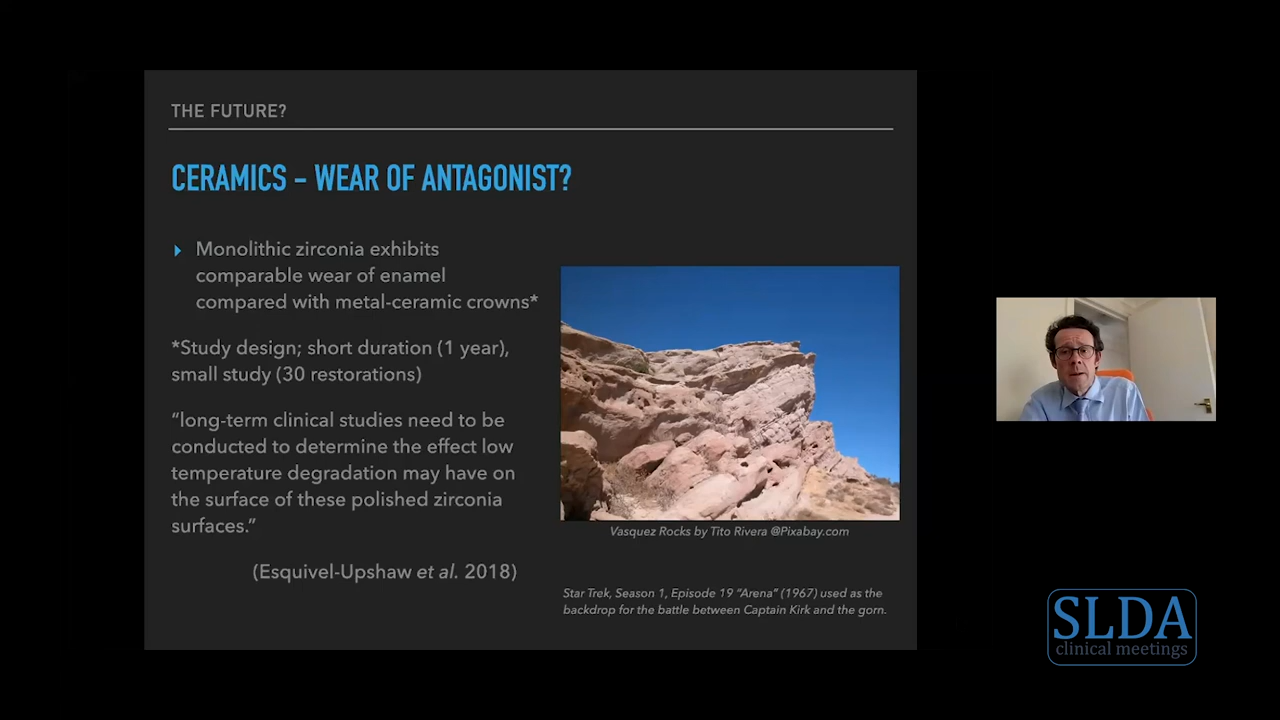 THE FUTURE?
CERAMICS - WEAR OF ANTAGONIST?
Monolithic zirconia exhibits
comparable wear of enamel
compared with metal-ceramic crowns*
*Study design; short duration (1 year),
small study (30 restorations)
“long-term clinical studies need to be
conducted to determine the effect low
temperature degradation may have on
the surface of these polished zirconia
surfaces.”
(Esquivel-Upshaw et al. 2018)
Vasquez Rocks by Tito Rivera @Pixabay.com
Star Trek, Season 1, Episode 19 “Arena” (1967) used as the
backdrop for the battle between Captain Kirk and the gorn.
SLDA
clinical meetings